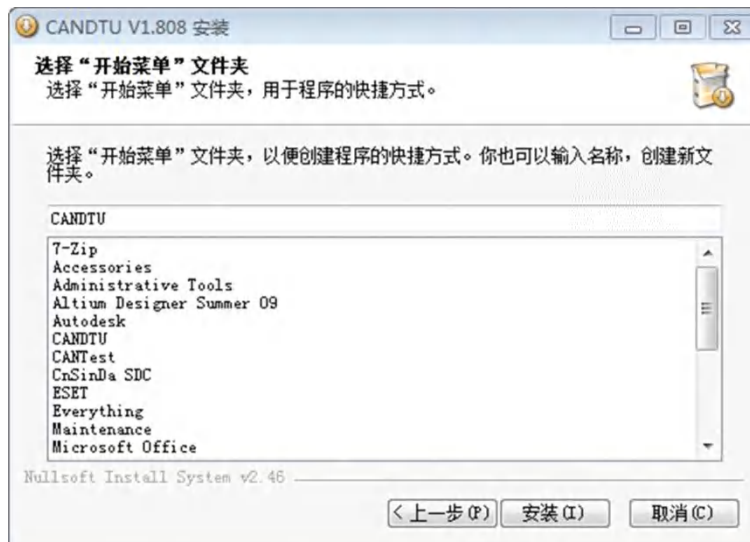 CANDTU V1.808 安装
选择“开始菜单”文件夹
选择“开始菜单”文件夹，用于程序的快捷方式。
选择“开始菜单”文件夹，以便创建程序的快捷方式。你也可以输入名称，创建新文
件夹。
CANDTU
7-Zip
Accessories
Administrative Tools
Altium Designer Summer 09
Autodesk
CANDTU
CANTest
CnSinDa SDC
ESET
Everything
Maintenance
Microsoft Office
Nullsoft Install System v2.46
< 上一步(P) 安装(I) 取消(C)